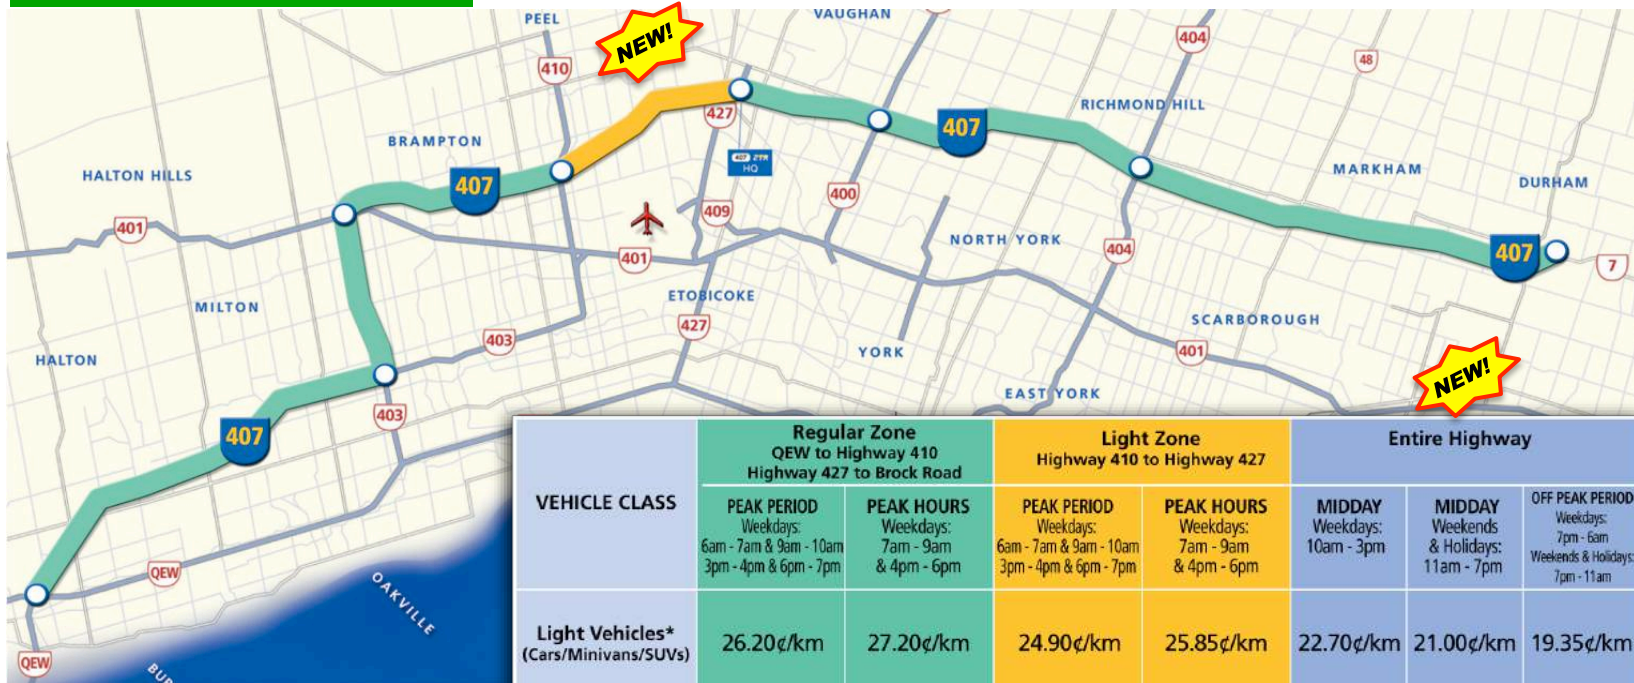 PEEL
NEW!
VAUGHAN
404
410
48
427
RICHMOND HILL
407
BRAMPTON
407 ETR
HQ
MARKHAM
HALTON HILLS
407
DURHAM
400
401
409
NORTH YORK
404
407
7
401
ETOBICOKE
MILTON
427
SCARBOROUGH
403
HALTON
YORK
401
NEW!
EAST YORK
403
407
QEW
OAKVILLE
QEW
BUR
VEHICLE CLASS
Regular Zone
QEW to Highway 410
Highway 427 to Brock Road
Light Zone
Highway 410 to Highway 427
Entire Highway
PEAK PERIOD
Weekdays:
6am - 7am & 9am - 10am
3pm - 4pm & 6pm - 7pm
PEAK HOURS
Weekdays:
7am - 9am
& 4pm - 6pm
PEAK PERIOD
Weekdays:
6am - 7am & 9am - 10am
3pm - 4pm & 6pm - 7pm
PEAK HOURS
Weekdays:
7am - 9am
& 4pm - 6pm
MIDDAY
Weekdays:
10am - 3pm
MIDDAY
Weekends
& Holidays:
11am - 7pm
OFF PEAK PERIOD
Weekdays:
7pm - 6am
Weekends & Holidays:
7pm - 11am
Light Vehicles*
(Cars/Minivans/SUVs)
26.20¢/km
27.20¢/km
24.90¢/km
25.85¢/km
22.70¢/km
21.00¢/km
19.35¢/km